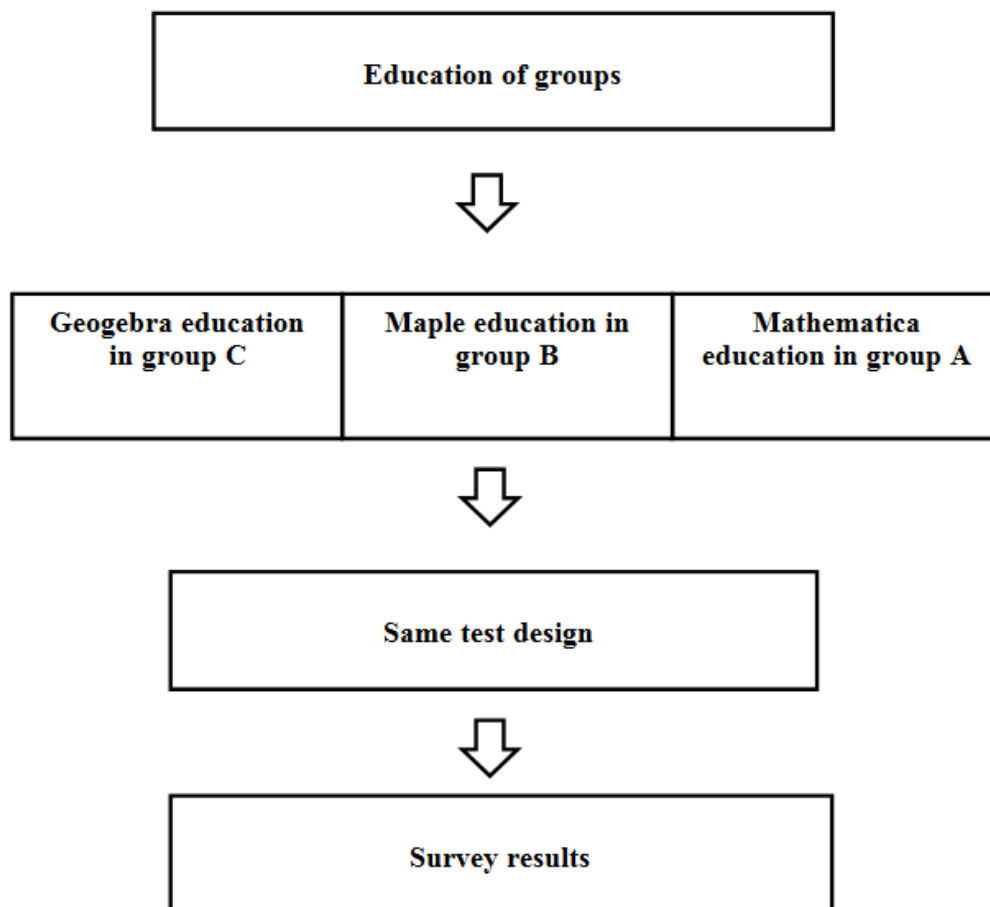 Education of groups
Geogebra education
in group C
Maple education in
group B
Mathematica
education in group A
Same test design
Survey results